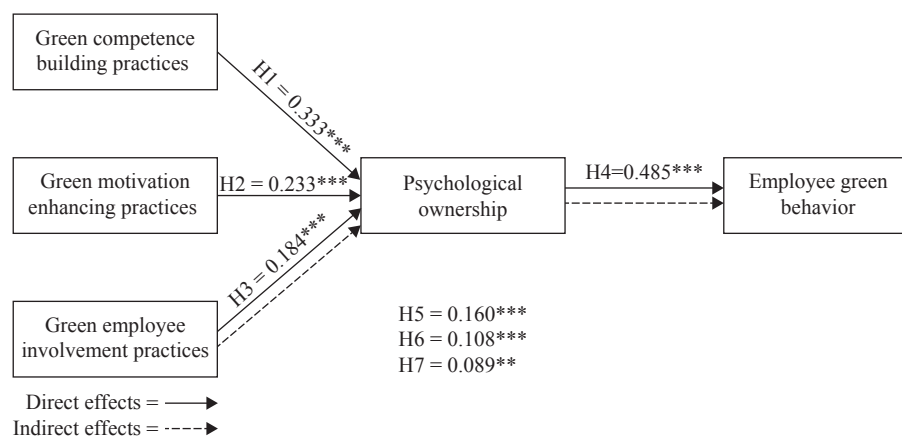 Green competence
building practices
H1 = 0.333***
Green motivation
enhancing practices
H2 = 0.233***
Psychological
ownership
H4=0.485***
Employee green
behavior
H3 = 0.184***
Green employee
involvement practices
H5 = 0.160***
H6 = 0.108***
H7 = 0.089**
Direct effects =
Indirect effects =